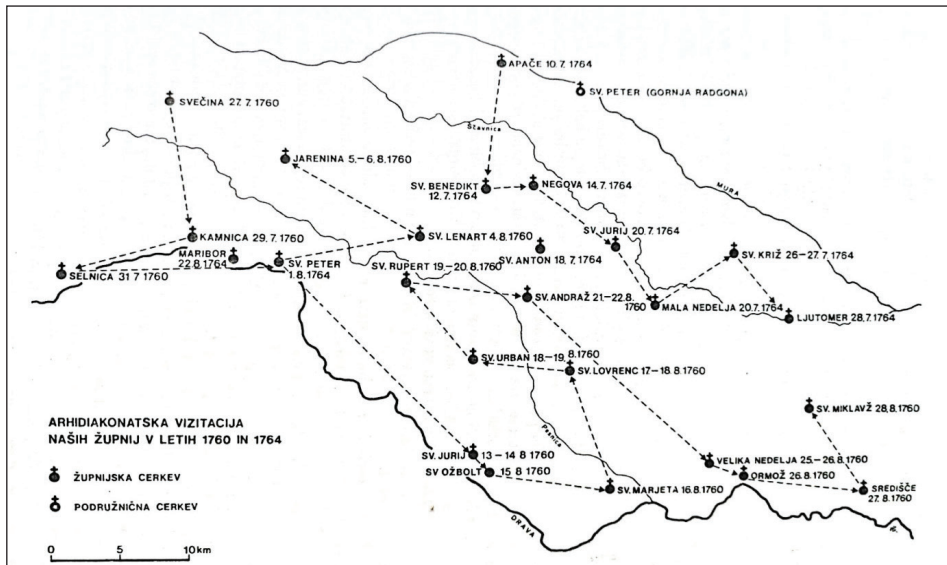 APAČE 10.7.1764
SV. PETER (GORNJA RADGONA)
SVEČINA 27.7.1760
Ščavnica
JARENINA 5.–6.8.1760
SV. BENEDIKT
12.7.1764
NEGOVA 14.7.1764
MURA
KAMNICA 29.7.1760
SV. LENART 4.8.1760
SV. JURIJ 20.7.1764
MARIBOR
22.8.1764
SV. PETER
1.8.1764
SV. ANTON 18.7.1764
SV. KRIŽ 26–27.7.1764
SELNICA 31.7.1760
SV. RUPERT 19–20.8.1760
SV. ANDRAŽ 21–22.8.
1760
MALA NEDELJA 20.7.1764
LJUTOMER 28.7.1764
SV. URBAN 18–19.8.1760
SV. LOVRENC 17–18.8.1760
SV. MIKLAVŽ 28.8.1760
ARHIDIAKONATSKA VIZITACIJA
NAŠIH ŽUPNIJ V LETIH 1760 IN 1764
Pesnica
SV. JURIJ 13–14 8 1760
SV OŽBOLT 15 8 1760
VELIKA NEDELJA 25–26.8.1760
ORMOŽ 26.8.1760
ŽUPNIJSKA CERKEV
SV. MARJETA 16.8.1760
SREDIŠČE
27.8.1760
PODRUŽNIČNA CERKEV
DRAVA
0 5 10 km